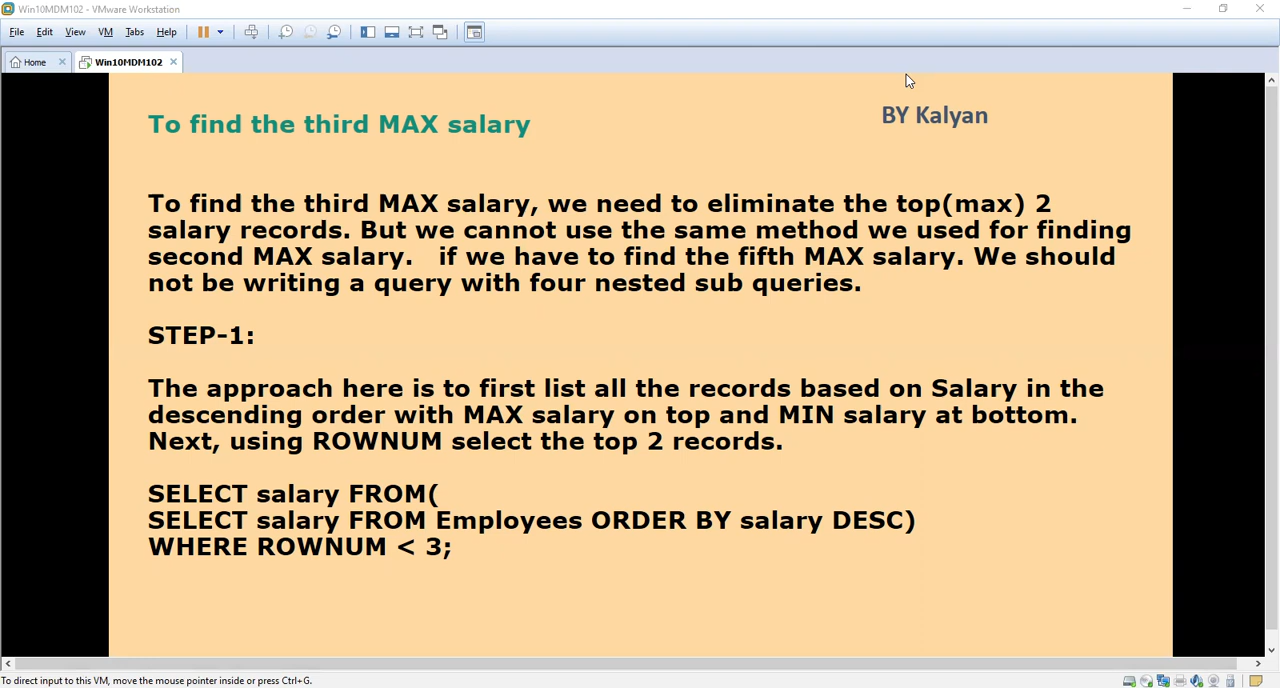 Win10MDM102 - VMware Workstation
File Edit View VM Tabs Help
Home Win10MDM102
To find the third MAX salary
BY Kalyan
To find the third MAX salary, we need to eliminate the top(max) 2
salary records. But we cannot use the same method we used for finding
second MAX salary. if we have to find the fifth MAX salary. We should
not be writing a query with four nested sub queries.
STEP-1:
The approach here is to first list all the records based on Salary in the
descending order with MAX salary on top and MIN salary at bottom.
Next, using ROWNUM select the top 2 records.
SELECT salary FROM(
SELECT salary FROM Employees ORDER BY salary DESC)
WHERE ROWNUM < 3;
To direct input to this VM, move the mouse pointer inside or press Ctrl+G.